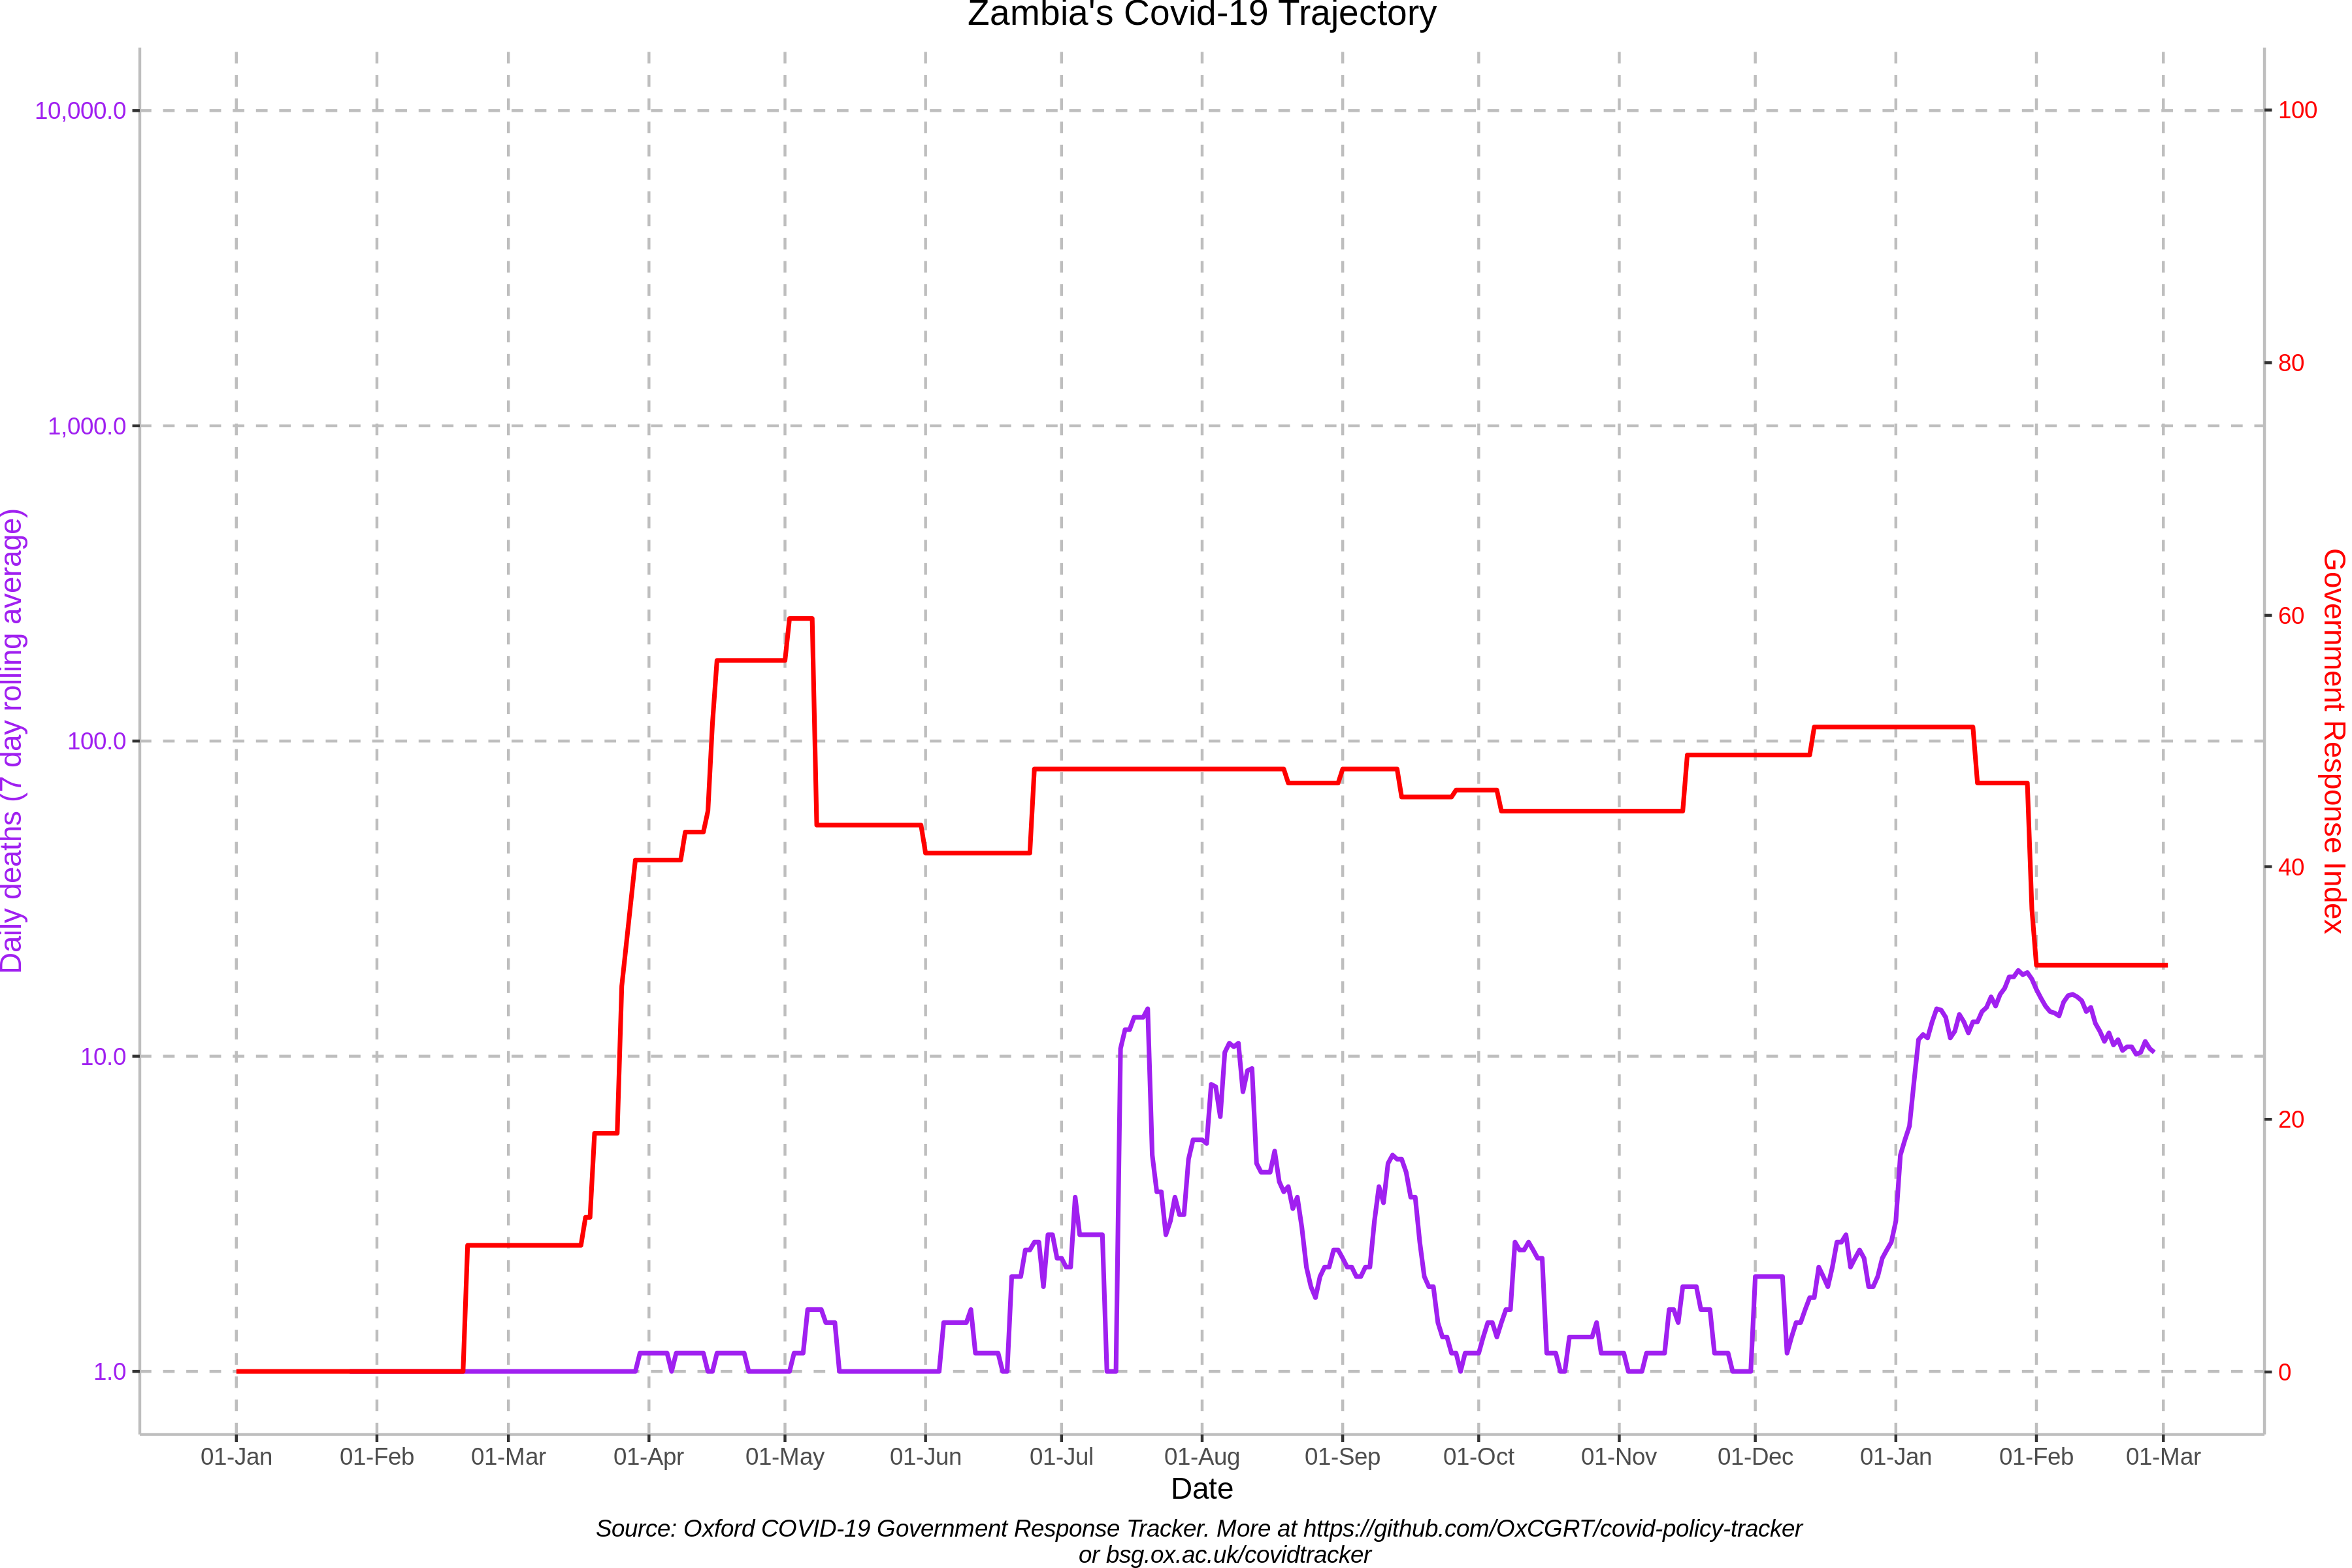 Zambia's Covid-19 Trajectory
10,000.0
1,000.0
100.0
10.0
1.0
Daily deaths (7 day rolling average)
100
80
60
40
20
0
Government Response Index
01-Jan 01-Feb 01-Mar 01-Apr 01-May 01-Jun 01-Jul 01-Aug 01-Sep 01-Oct 01-Nov 01-Dec 01-Jan 01-Feb 01-Mar
Date
Source: Oxford COVID-19 Government Response Tracker. More at https://github.com/OxCGRT/covid-policy-tracker
or bsg.ox.ac.uk/covidtracker